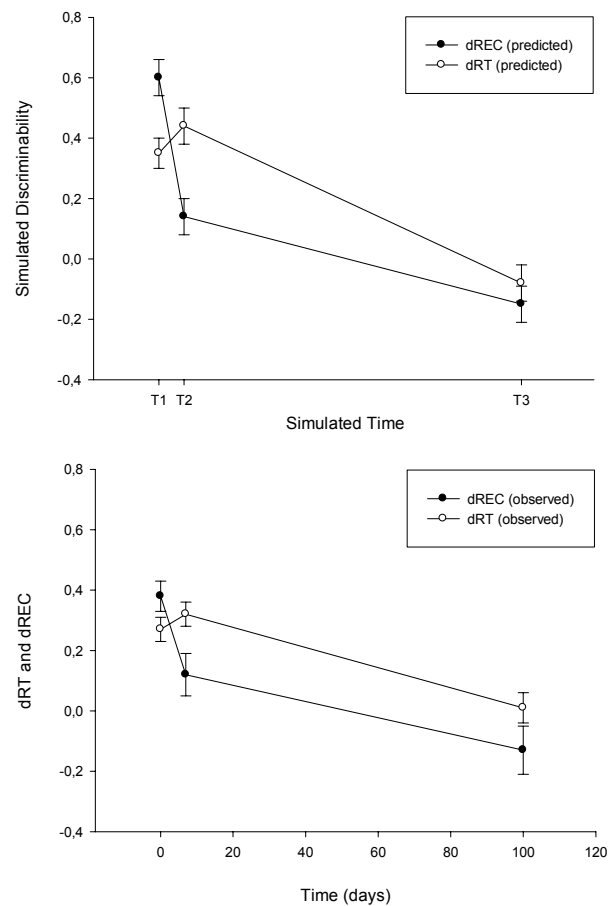 dREC (predicted)
dRT (predicted)
0,8
0,6
0,4
0,2
0,0
-0,2
-0,4
Simulated Discriminability
T1 T2 T3
Simulated Time
dREC (observed)
dRT (observed)
0,8
0,6
0,4
0,2
0,0
-0,2
-0,4
dRT and dREC
0 20 40 60 80 100 120
Time (days)